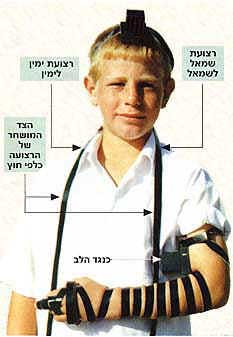 רצועת ימין
לימין
רצועת
שמאל
לשמאל
הצד
המושחר
של
הרצועה
כלפי חוץ
כנגד הלב